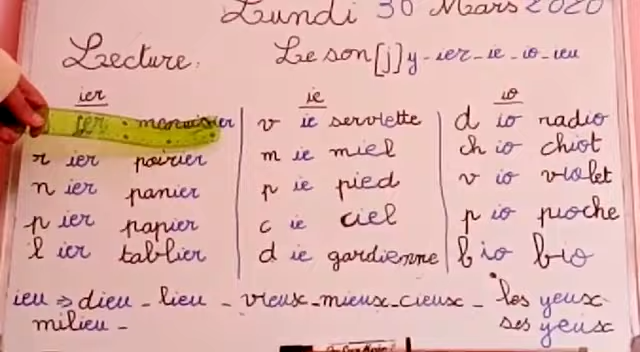 Lundi 30 Mars 2020
Lecture: Le son [j] y - ier - ie - io - ieu
ier ie io
ier menuisier v ie serviette d io radio
r ier poirier m ie miel ch io chiot
n ier panier p ie pied v io violet
p ier papier c ie ciel p io pioche
l ier tablier d ie gardienne b io bio
ieu ⇒ dieu - lieu - vieux - mieux - cieux - les yeux
milieu - ses yeux